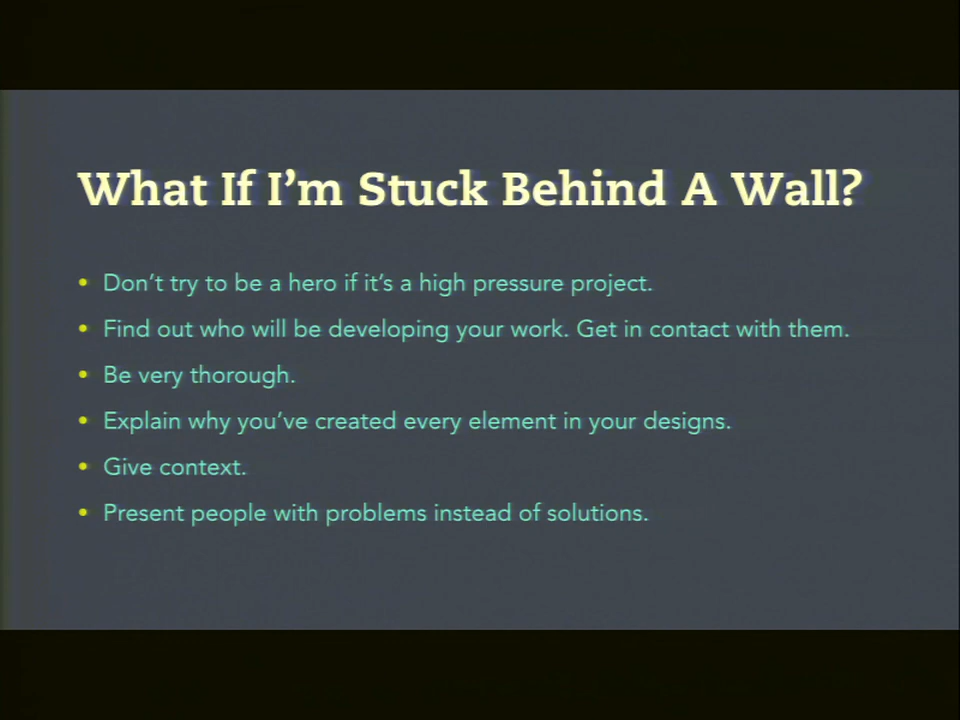 What If I'm Stuck Behind A Wall?
• Don't try to be a hero if it's a high pressure project.
• Find out who will be developing your work. Get in contact with them.
• Be very thorough.
• Explain why you've created every element in your designs.
• Give context.
• Present people with problems instead of solutions.